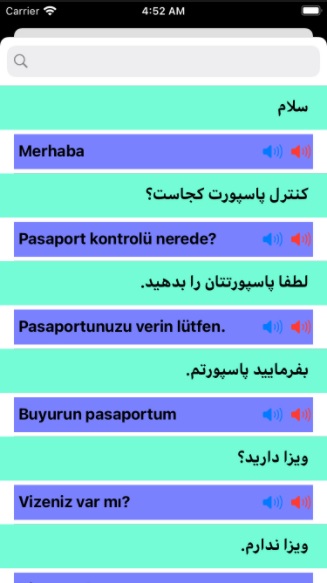 Carrier
4:52 AM
سلام
Merhaba
کنترل پاسپورت کجاست؟
Pasaport kontrolü nerede?
لطفا پاسپورتتان را بدهید.
Pasaportunuzu verin lütfen.
بفرمایید پاسپورتم.
Buyurun pasaportum
ویزا دارید؟
Vizeniz var mı?
ویزا ندارم.